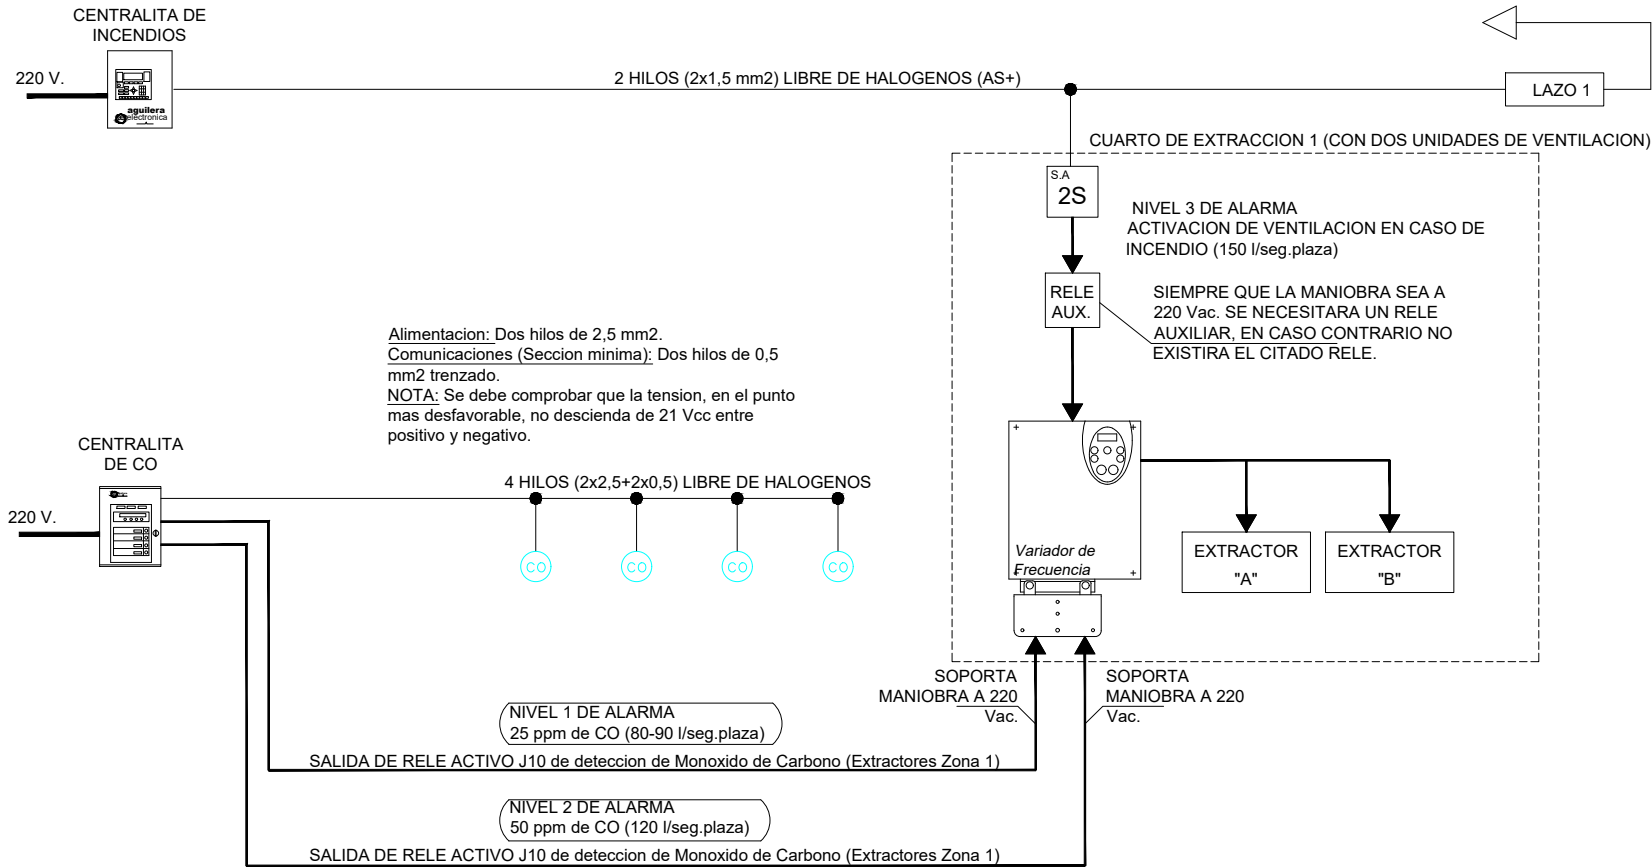 CENTRALITA DE
INCENDIOS
220 V.
aguilera
electronica
2 HILOS (2x1,5 mm2) LIBRE DE HALOGENOS (AS+)
LAZO 1
CUARTO DE EXTRACCION 1 (CON DOS UNIDADES DE VENTILACION)
S.A
2S
NIVEL 3 DE ALARMA
ACTIVACION DE VENTILACION EN CASO DE
INCENDIO (150 l/seg.plaza)
RELE
AUX.
SIEMPRE QUE LA MANIOBRA SEA A
220 Vac. SE NECESITARA UN RELE
AUXILIAR, EN CASO CONTRARIO NO
EXISTIRA EL CITADO RELE.
Alimentacion: Dos hilos de 2,5 mm2.
Comunicaciones (Seccion minima): Dos hilos de 0,5
mm2 trenzado.
NOTA: Se debe comprobar que la tension, en el punto
mas desfavorable, no descienda de 21 Vcc entre
positivo y negativo.
CENTRALITA
DE CO
220 V.
4 HILOS (2x2,5+2x0,5) LIBRE DE HALOGENOS
CO
CO
CO
CO
Variador de
Frecuencia
EXTRACTOR
"A"
EXTRACTOR
"B"
SOPORTA
MANIOBRA A 220
Vac.
SOPORTA
MANIOBRA A 220
Vac.
NIVEL 1 DE ALARMA
25 ppm de CO (80-90 l/seg.plaza)
SALIDA DE RELE ACTIVO J10 de deteccion de Monoxido de Carbono (Extractores Zona 1)
NIVEL 2 DE ALARMA
50 ppm de CO (120 l/seg.plaza)
SALIDA DE RELE ACTIVO J10 de deteccion de Monoxido de Carbono (Extractores Zona 1)